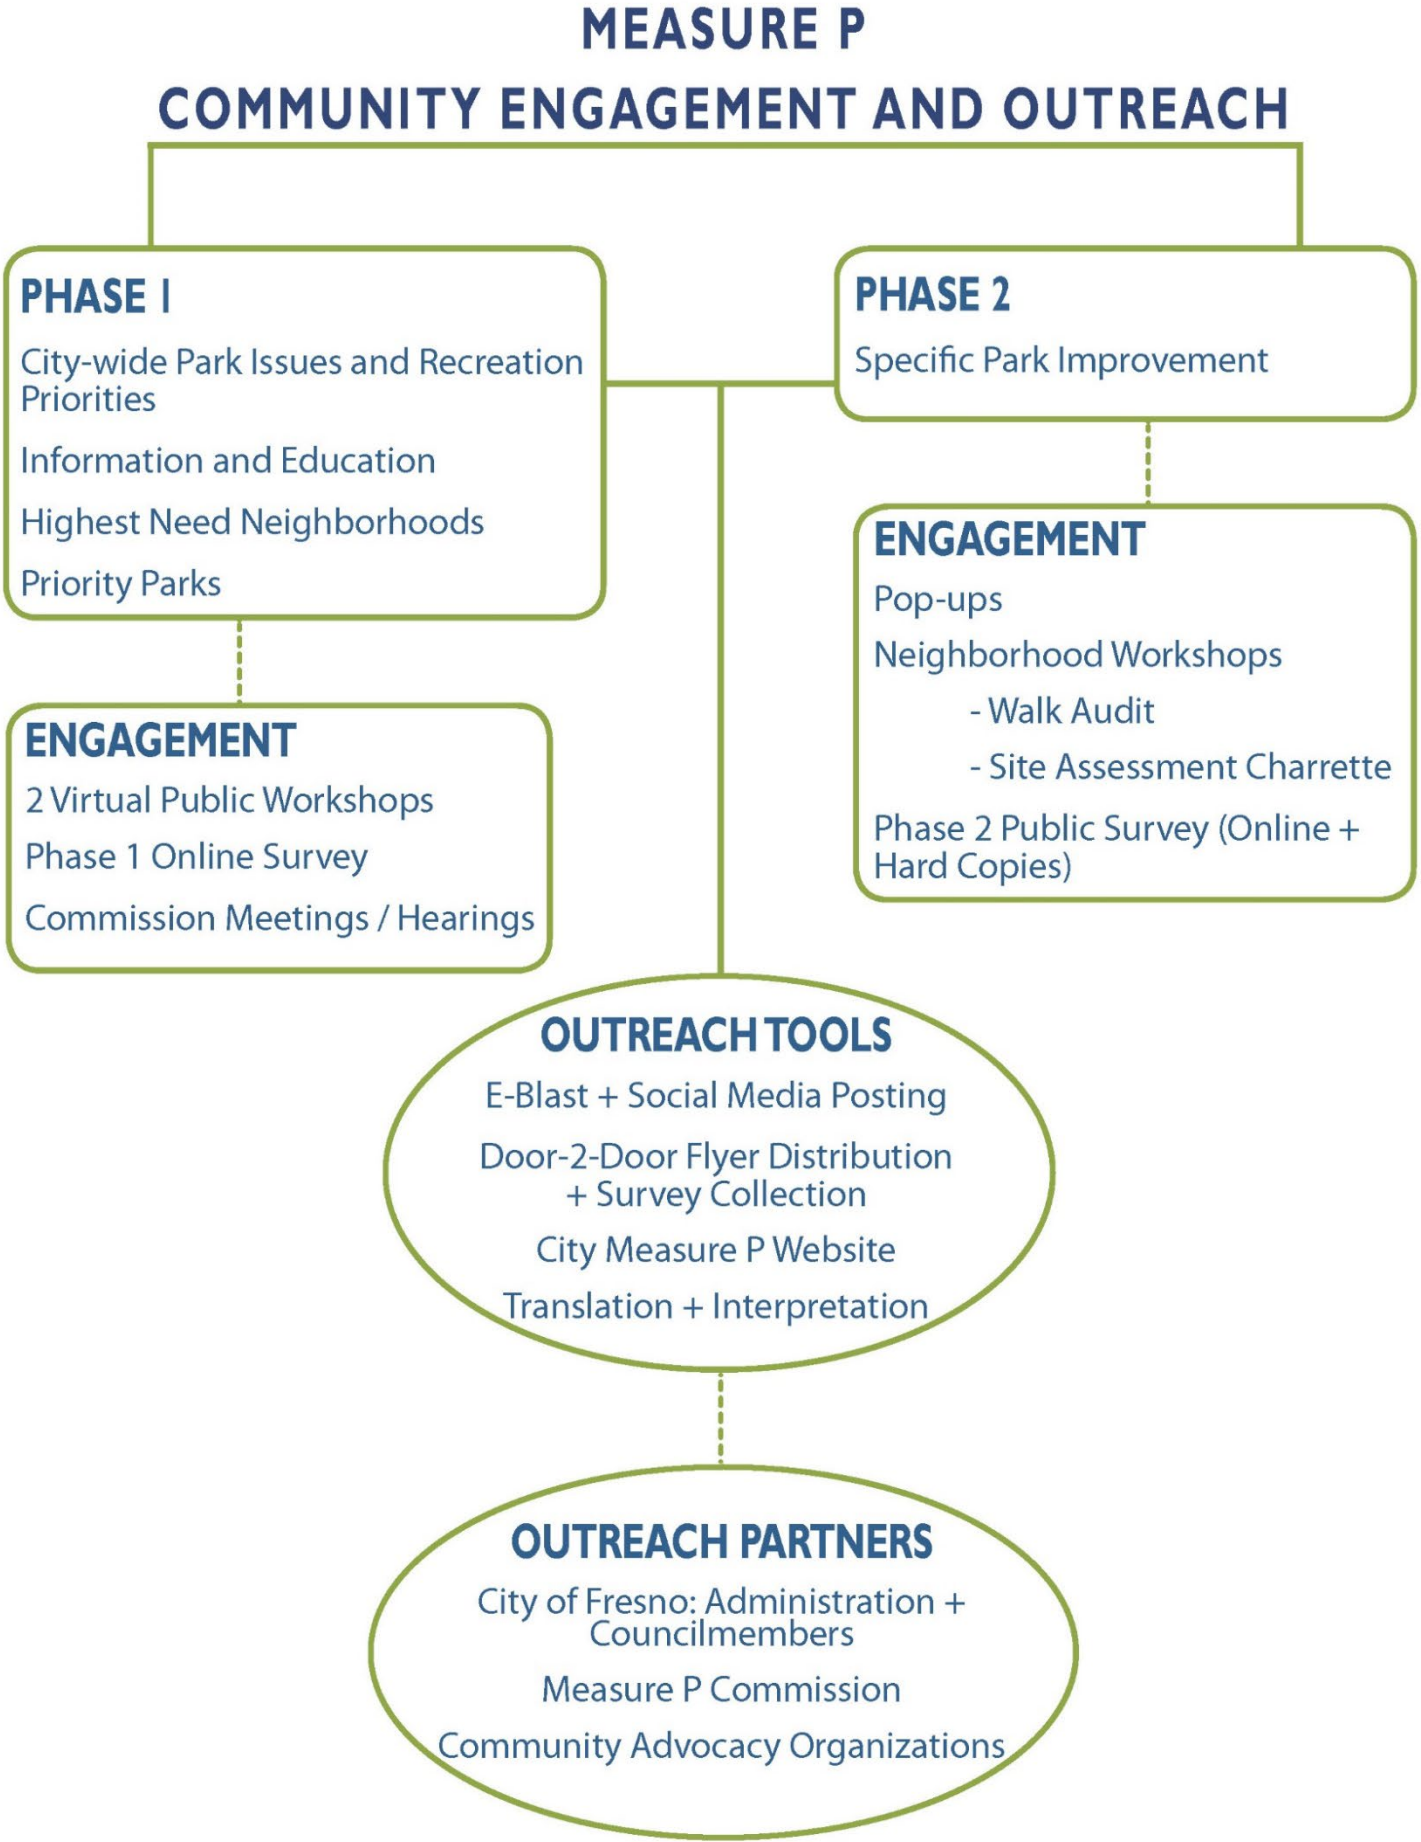 MEASURE P
COMMUNITY ENGAGEMENT AND OUTREACH
PHASE 1
City-wide Park Issues and Recreation
Priorities
Information and Education
Highest Need Neighborhoods
Priority Parks
ENGAGEMENT
2 Virtual Public Workshops
Phase 1 Online Survey
Commission Meetings / Hearings
PHASE 2
Specific Park Improvement
ENGAGEMENT
Pop-ups
Neighborhood Workshops
- Walk Audit
- Site Assessment Charrette
Phase 2 Public Survey (Online +
Hard Copies)
OUTREACH TOOLS
E-Blast + Social Media Posting
Door-2-Door Flyer Distribution
+ Survey Collection
City Measure P Website
Translation + Interpretation
OUTREACH PARTNERS
City of Fresno: Administration +
Councilmembers
Measure P Commission
Community Advocacy Organizations